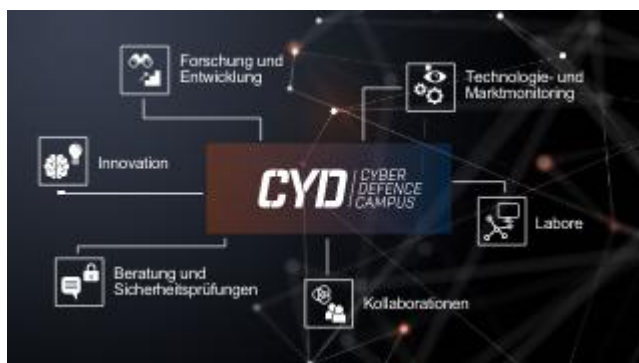 Forschung und
Entwicklung
Technologie- und
Marktmonitoring
Innovation
CYD
CYBER
DEFENCE
CAMPUS
Labore
Beratung und
Sicherheitsprüfungen
Kollaborationen